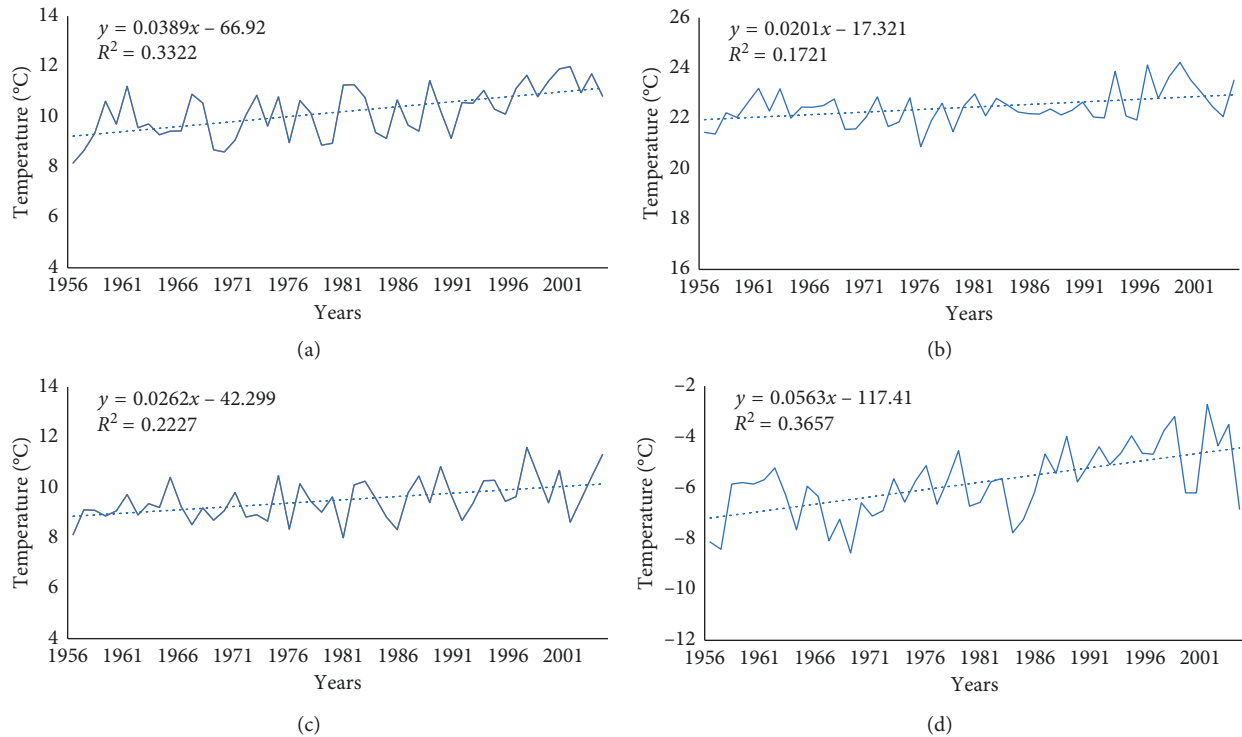 y = 0.0389x – 66.92
R² = 0.3322
Temperature (°C)
14
12
10
8
6
4
1956 1961 1966 1971 1976 1981 1986 1991 1996 2001
Years
(a)
y = 0.0201x – 17.321
R² = 0.1721
Temperature (°C)
26
24
22
20
18
16
1956 1961 1966 1971 1976 1981 1986 1991 1996 2001
Years
(b)
y = 0.0262x – 42.299
R² = 0.2227
Temperature (°C)
14
12
10
8
6
4
1956 1961 1966 1971 1976 1981 1986 1991 1996 2001
Years
(c)
y = 0.0563x – 117.41
R² = 0.3657
Temperature (°C)
–2
–4
–6
–8
–10
–12
1956 1961 1966 1971 1976 1981 1986 1991 1996 2001
Years
(d)